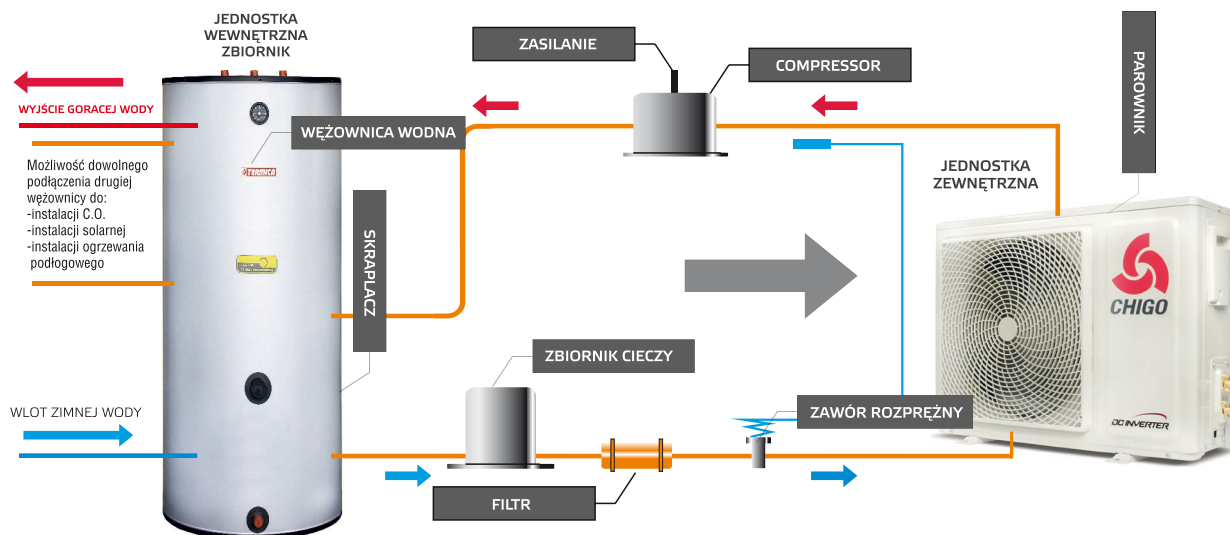 JEDNOSTKA
WEWNĘTRZNA
ZBIORNIK
WYJŚCIE GORACEJ WODY
Możliwość dowolnego
podłączenia drugiej
wężownicy do:
-instalacji C.O.
-instalacji solarnej
-instalacji ogrzewania
podłogowego
WLOT ZIMNEJ WODY
WĘŻOWNICA WODNA
SKRAPLACZ
ZASILANIE
COMPRESSOR
ZBIORNIK CIECZY
FILTR
ZAWÓR ROZPRĘŻNY
PAROWNIK
JEDNOSTKA
ZEWNĘTRZNA
CHIGO
DC INVERTER